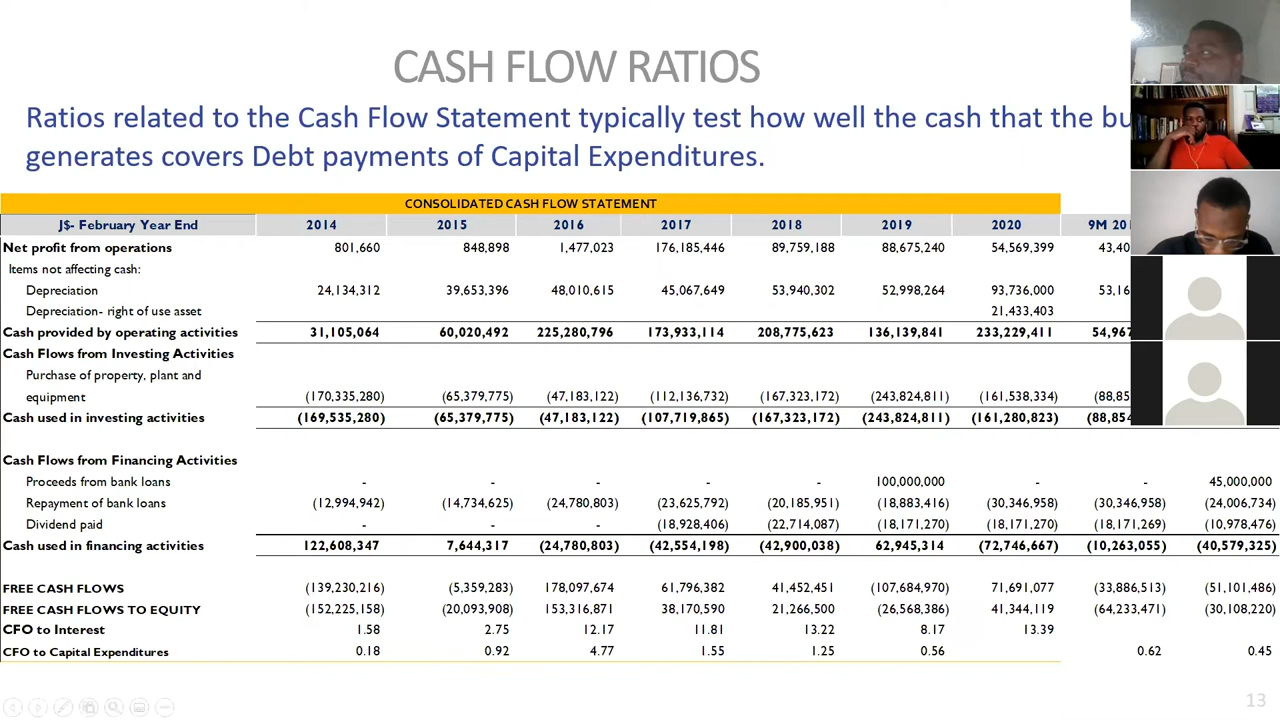 CASH FLOW RATIOS
Ratios related to the Cash Flow Statement typically test how well the cash that the bu
generates covers Debt payments of Capital Expenditures.
CONSOLIDATED CASH FLOW STATEMENT
J$- February Year End 2014 2015 2016 2017 2018 2019 2020 9M 201
Net profit from operations 801,660 848,898 1,477,023 176,185,446 89,759,188 88,675,240 54,569,399 43,40
Items not affecting cash:
Depreciation 24,134,312 39,653,396 48,010,615 45,067,649 53,940,302 52,998,264 93,736,000 53,16
Depreciation- right of use asset 21,433,403
Cash provided by operating activities 31,105,064 60,020,492 225,280,796 173,933,114 208,775,623 136,139,841 233,229,411 54,967
Cash Flows from Investing Activities
Purchase of property, plant and
equipment (170,335,280) (65,379,775) (47,183,122) (112,136,732) (167,323,172) (243,824,811) (161,538,334) (88,85
Cash used in investing activities (169,535,280) (65,379,775) (47,183,122) (107,719,865) (167,323,172) (243,824,811) (161,280,823) (88,854
Cash Flows from Financing Activities
Proceeds from bank loans - - - - - 100,000,000 - - 45,000,000
Repayment of bank loans (12,994,942) (14,734,625) (24,780,803) (23,625,792) (20,185,951) (18,883,416) (30,346,958) (30,346,958) (24,006,734)
Dividend paid - - - (18,928,406) (22,714,087) (18,171,270) (18,171,270) (18,171,269) (10,978,476)
Cash used in financing activities 122,608,347 7,644,317 (24,780,803) (42,554,198) (42,900,038) 62,945,314 (72,746,667) (10,263,055) (40,579,325)
FREE CASH FLOWS (139,230,216) (5,359,283) 178,097,674 61,796,382 41,452,451 (107,684,970) 71,691,077 (33,886,513) (51,101,486)
FREE CASH FLOWS TO EQUITY (152,225,158) (20,093,908) 153,316,871 38,170,590 21,266,500 (26,568,386) 41,344,119 (64,233,471) (30,108,220)
CFO to Interest 1.58 2.75 12.17 11.81 13.22 8.17 13.39
CFO to Capital Expenditures 0.18 0.92 4.77 1.55 1.25 0.56 0.62 0.45
13